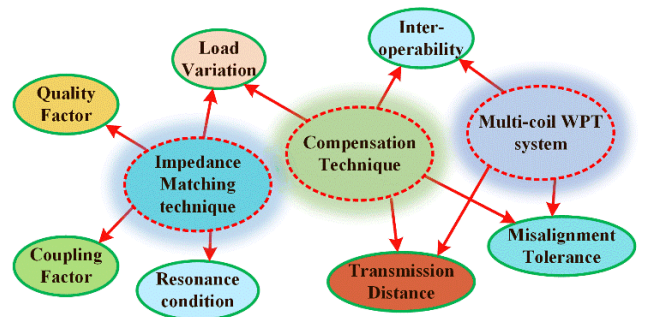 Inter-
operability
Load
Variation
Quality
Factor
Compensation
Technique
Multi-coil WPT
system
Impedance
Matching
technique
Misalignment
Tolerance
Coupling
Factor
Resonance
condition
Transmission
Distance